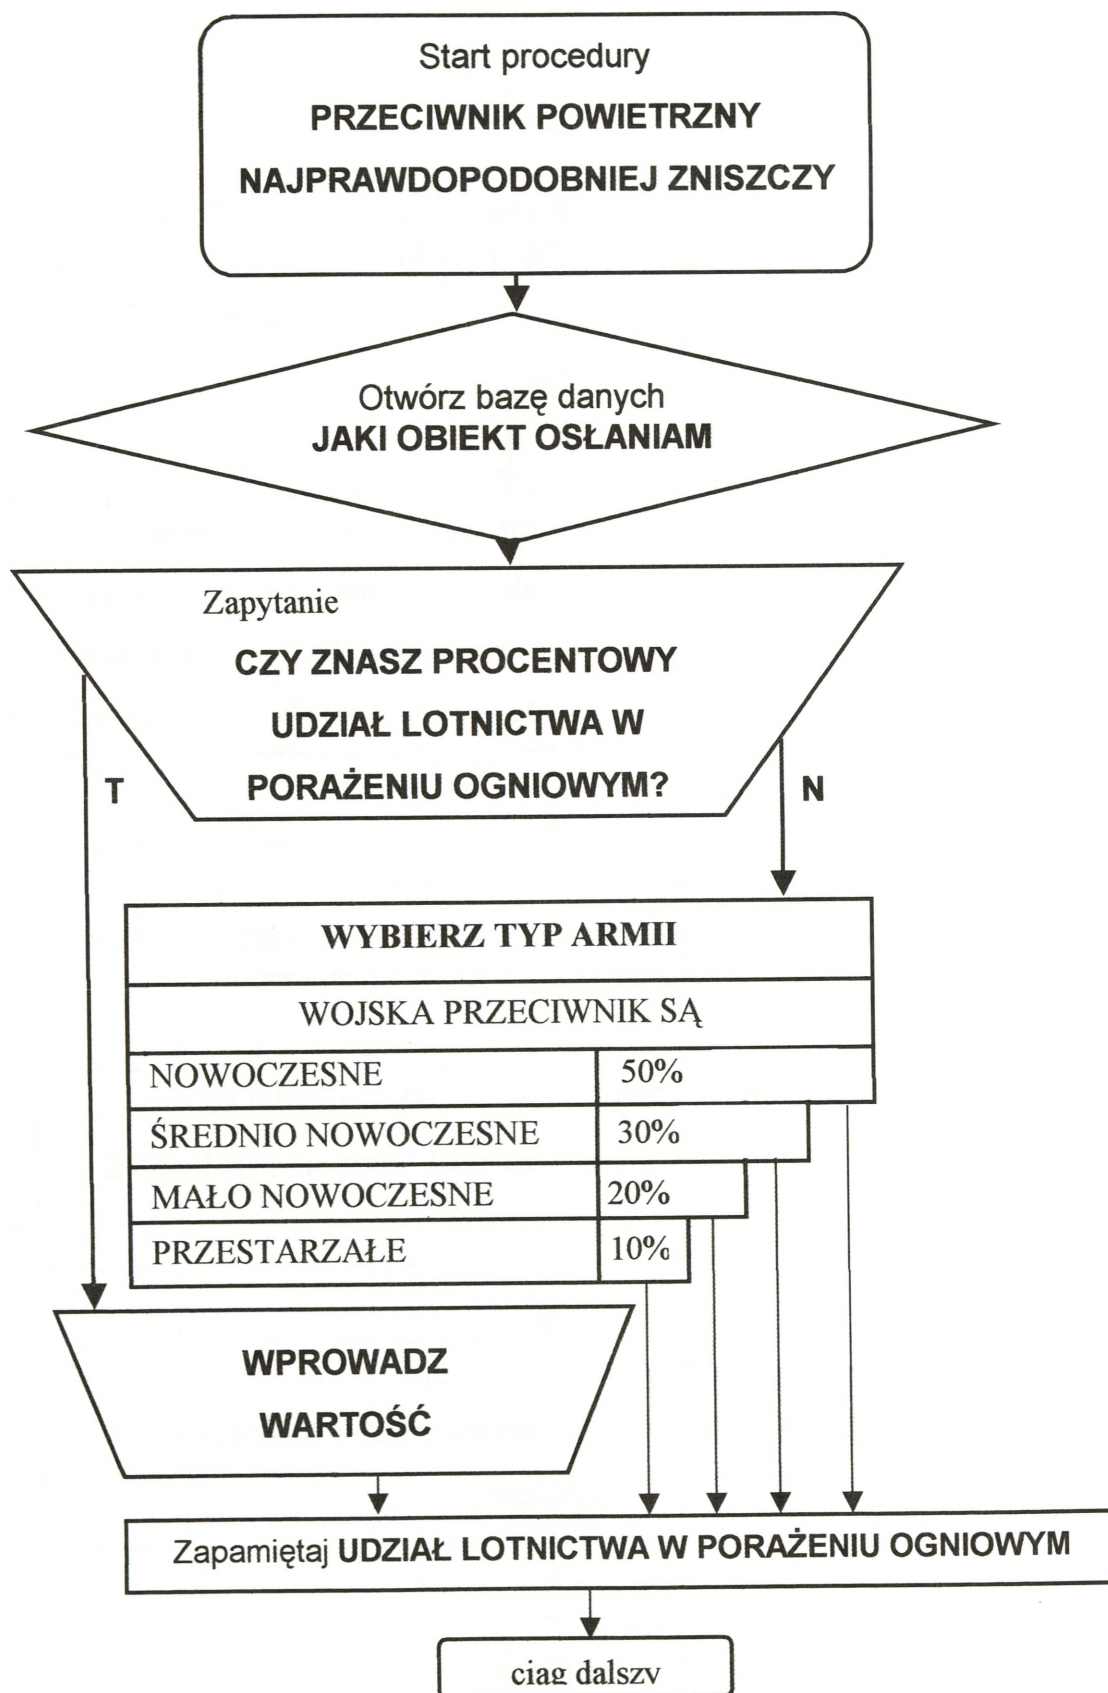 Start procedury
PRZECIWNIK POWIETRZNY
NAJPRAWDOPODOBNIEJ ZNISZCZY
Otwórz bazę danych
JAKI OBIEKT OSŁANIAM
Zapytanie
CZY ZNASZ PROCENTOWY
UDZIAŁ LOTNICTWA W
PORAŻENIU OGNIOWYM?
T
N
WYBIERZ TYP ARMII
WOJSKA PRZECIWNIK SĄ
NOWOCZESNE 50%
ŚREDNIO NOWOCZESNE 30%
MAŁO NOWOCZESNE 20%
PRZESTARZAŁE 10%
WPROWADZ
WARTOŚĆ
Zapamiętaj UDZIAŁ LOTNICTWA W PORAŻENIU OGNIOWYM
ciąg dalszy